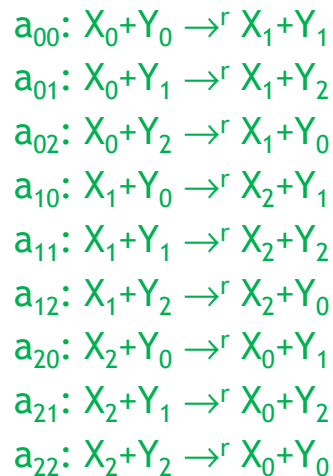 a₀₀: X₀+Y₀ →ʳ X₁+Y₁
a₀₁: X₀+Y₁ →ʳ X₁+Y₂
a₀₂: X₀+Y₂ →ʳ X₁+Y₀
a₁₀: X₁+Y₀ →ʳ X₂+Y₁
a₁₁: X₁+Y₁ →ʳ X₂+Y₂
a₁₂: X₁+Y₂ →ʳ X₂+Y₀
a₂₀: X₂+Y₀ →ʳ X₀+Y₁
a₂₁: X₂+Y₁ →ʳ X₀+Y₂
a₂₂: X₂+Y₂ →ʳ X₀+Y₀